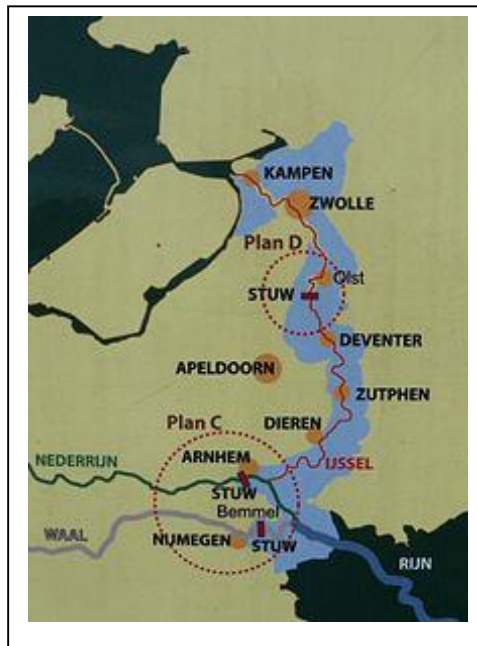 KAMPEN
ZWOLLE
Plan D
Olst
STUW
DEVENTER
APELDOORN
ZUTPHEN
Plan C
DIEREN
ARNHEM
NEDERRIJN
IJSSEL
STUW
Bemmel
WAAL
NIJMEGEN
STUW
RIJN